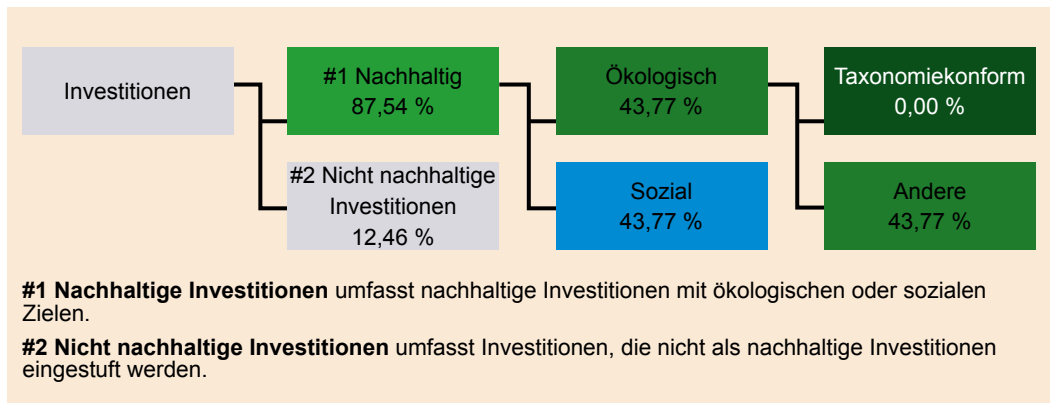 Investitionen
#1 Nachhaltig
87,54 %
Ökologisch
43,77 %
Taxonomiekonform
0,00 %
#2 Nicht nachhaltige
Investitionen
12,46 %
Sozial
43,77 %
Andere
43,77 %
#1 Nachhaltige Investitionen umfasst nachhaltige Investitionen mit ökologischen oder sozialen
Zielen.
#2 Nicht nachhaltige Investitionen umfasst Investitionen, die nicht als nachhaltige Investitionen
eingestuft werden.